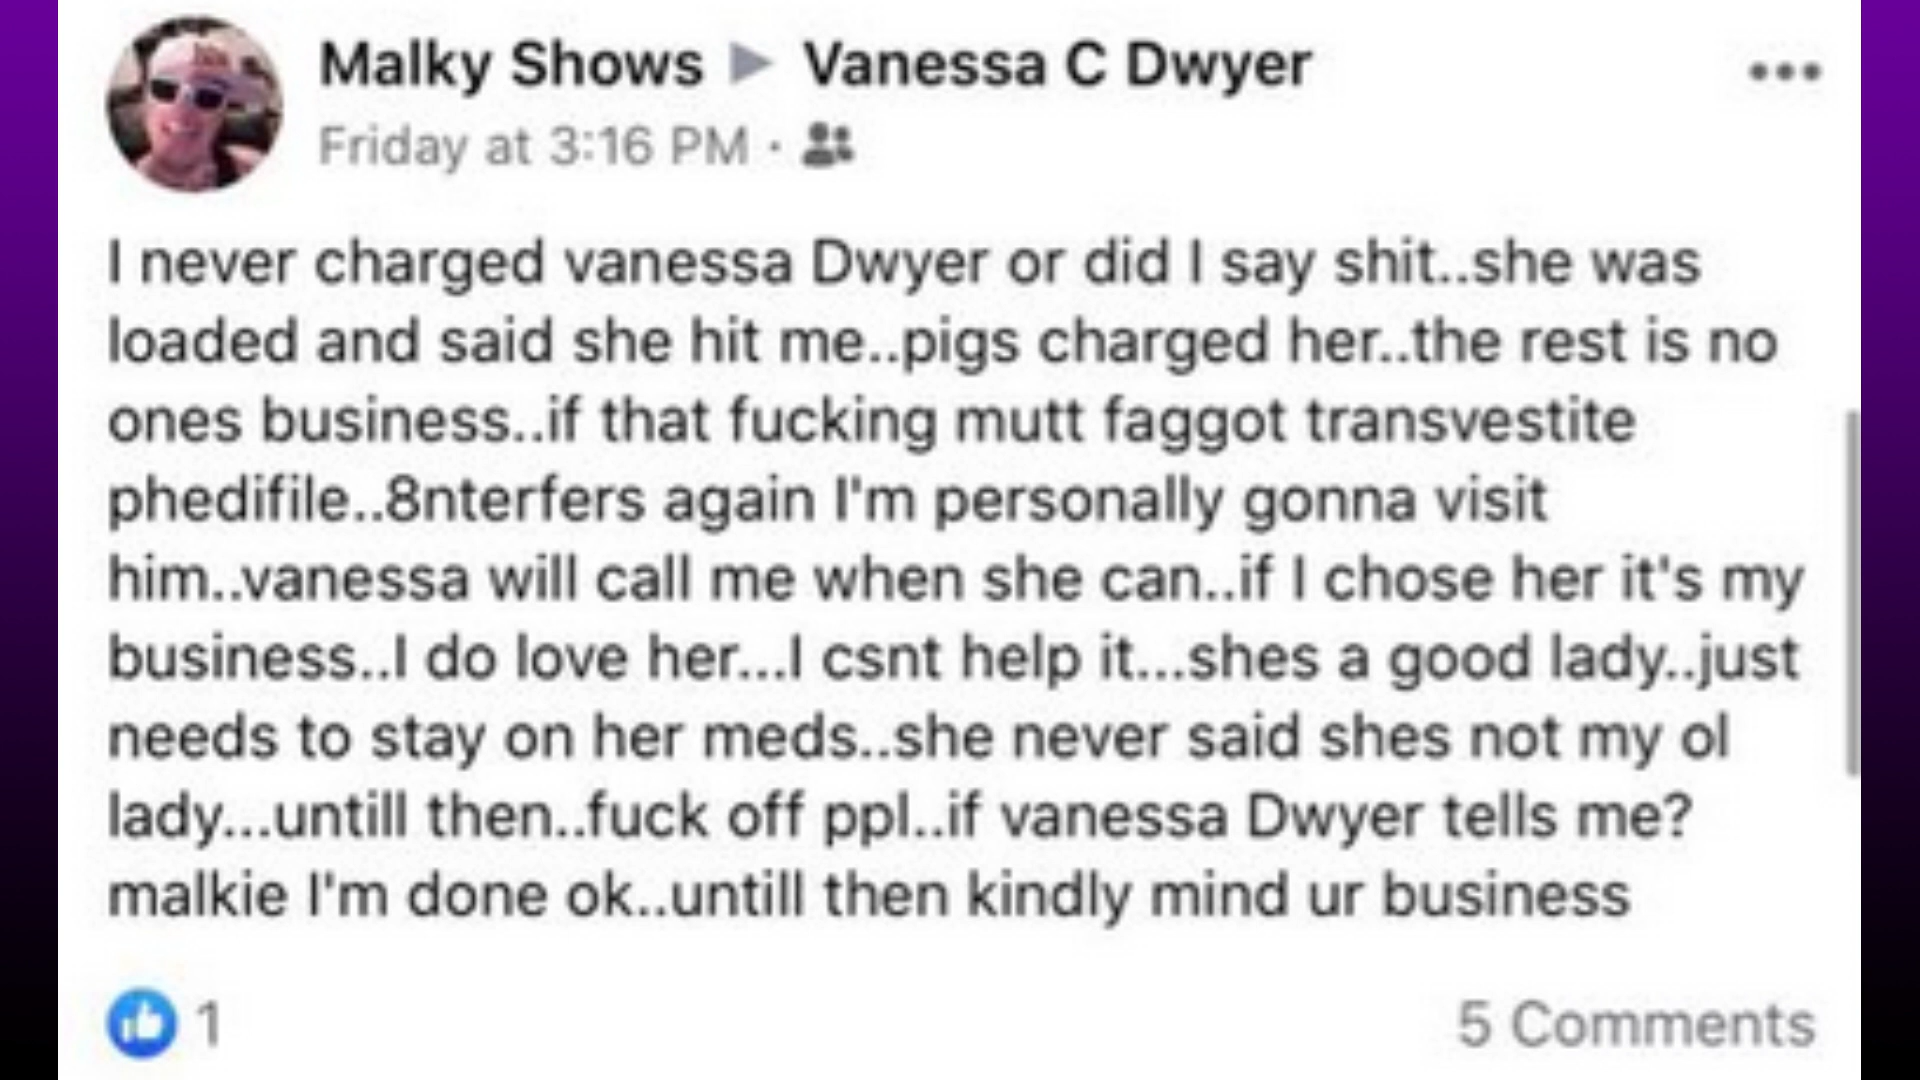 Malky Shows ▶ Vanessa C Dwyer
Friday at 3:16 PM ·
I never charged vanessa Dwyer or did I say shit..she was
loaded and said she hit me..pigs charged her..the rest is no
ones business..if that fucking mutt faggot transvestite
phedifile..8nterfers again I'm personally gonna visit
him..vanessa will call me when she can..if I chose her it's my
business..I do love her...I csnt help it...shes a good lady..just
needs to stay on her meds..she never said shes not my ol
lady...untill then..fuck off ppl..if vanessa Dwyer tells me?
malkie I'm done ok..untill then kindly mind ur business
1
5 Comments